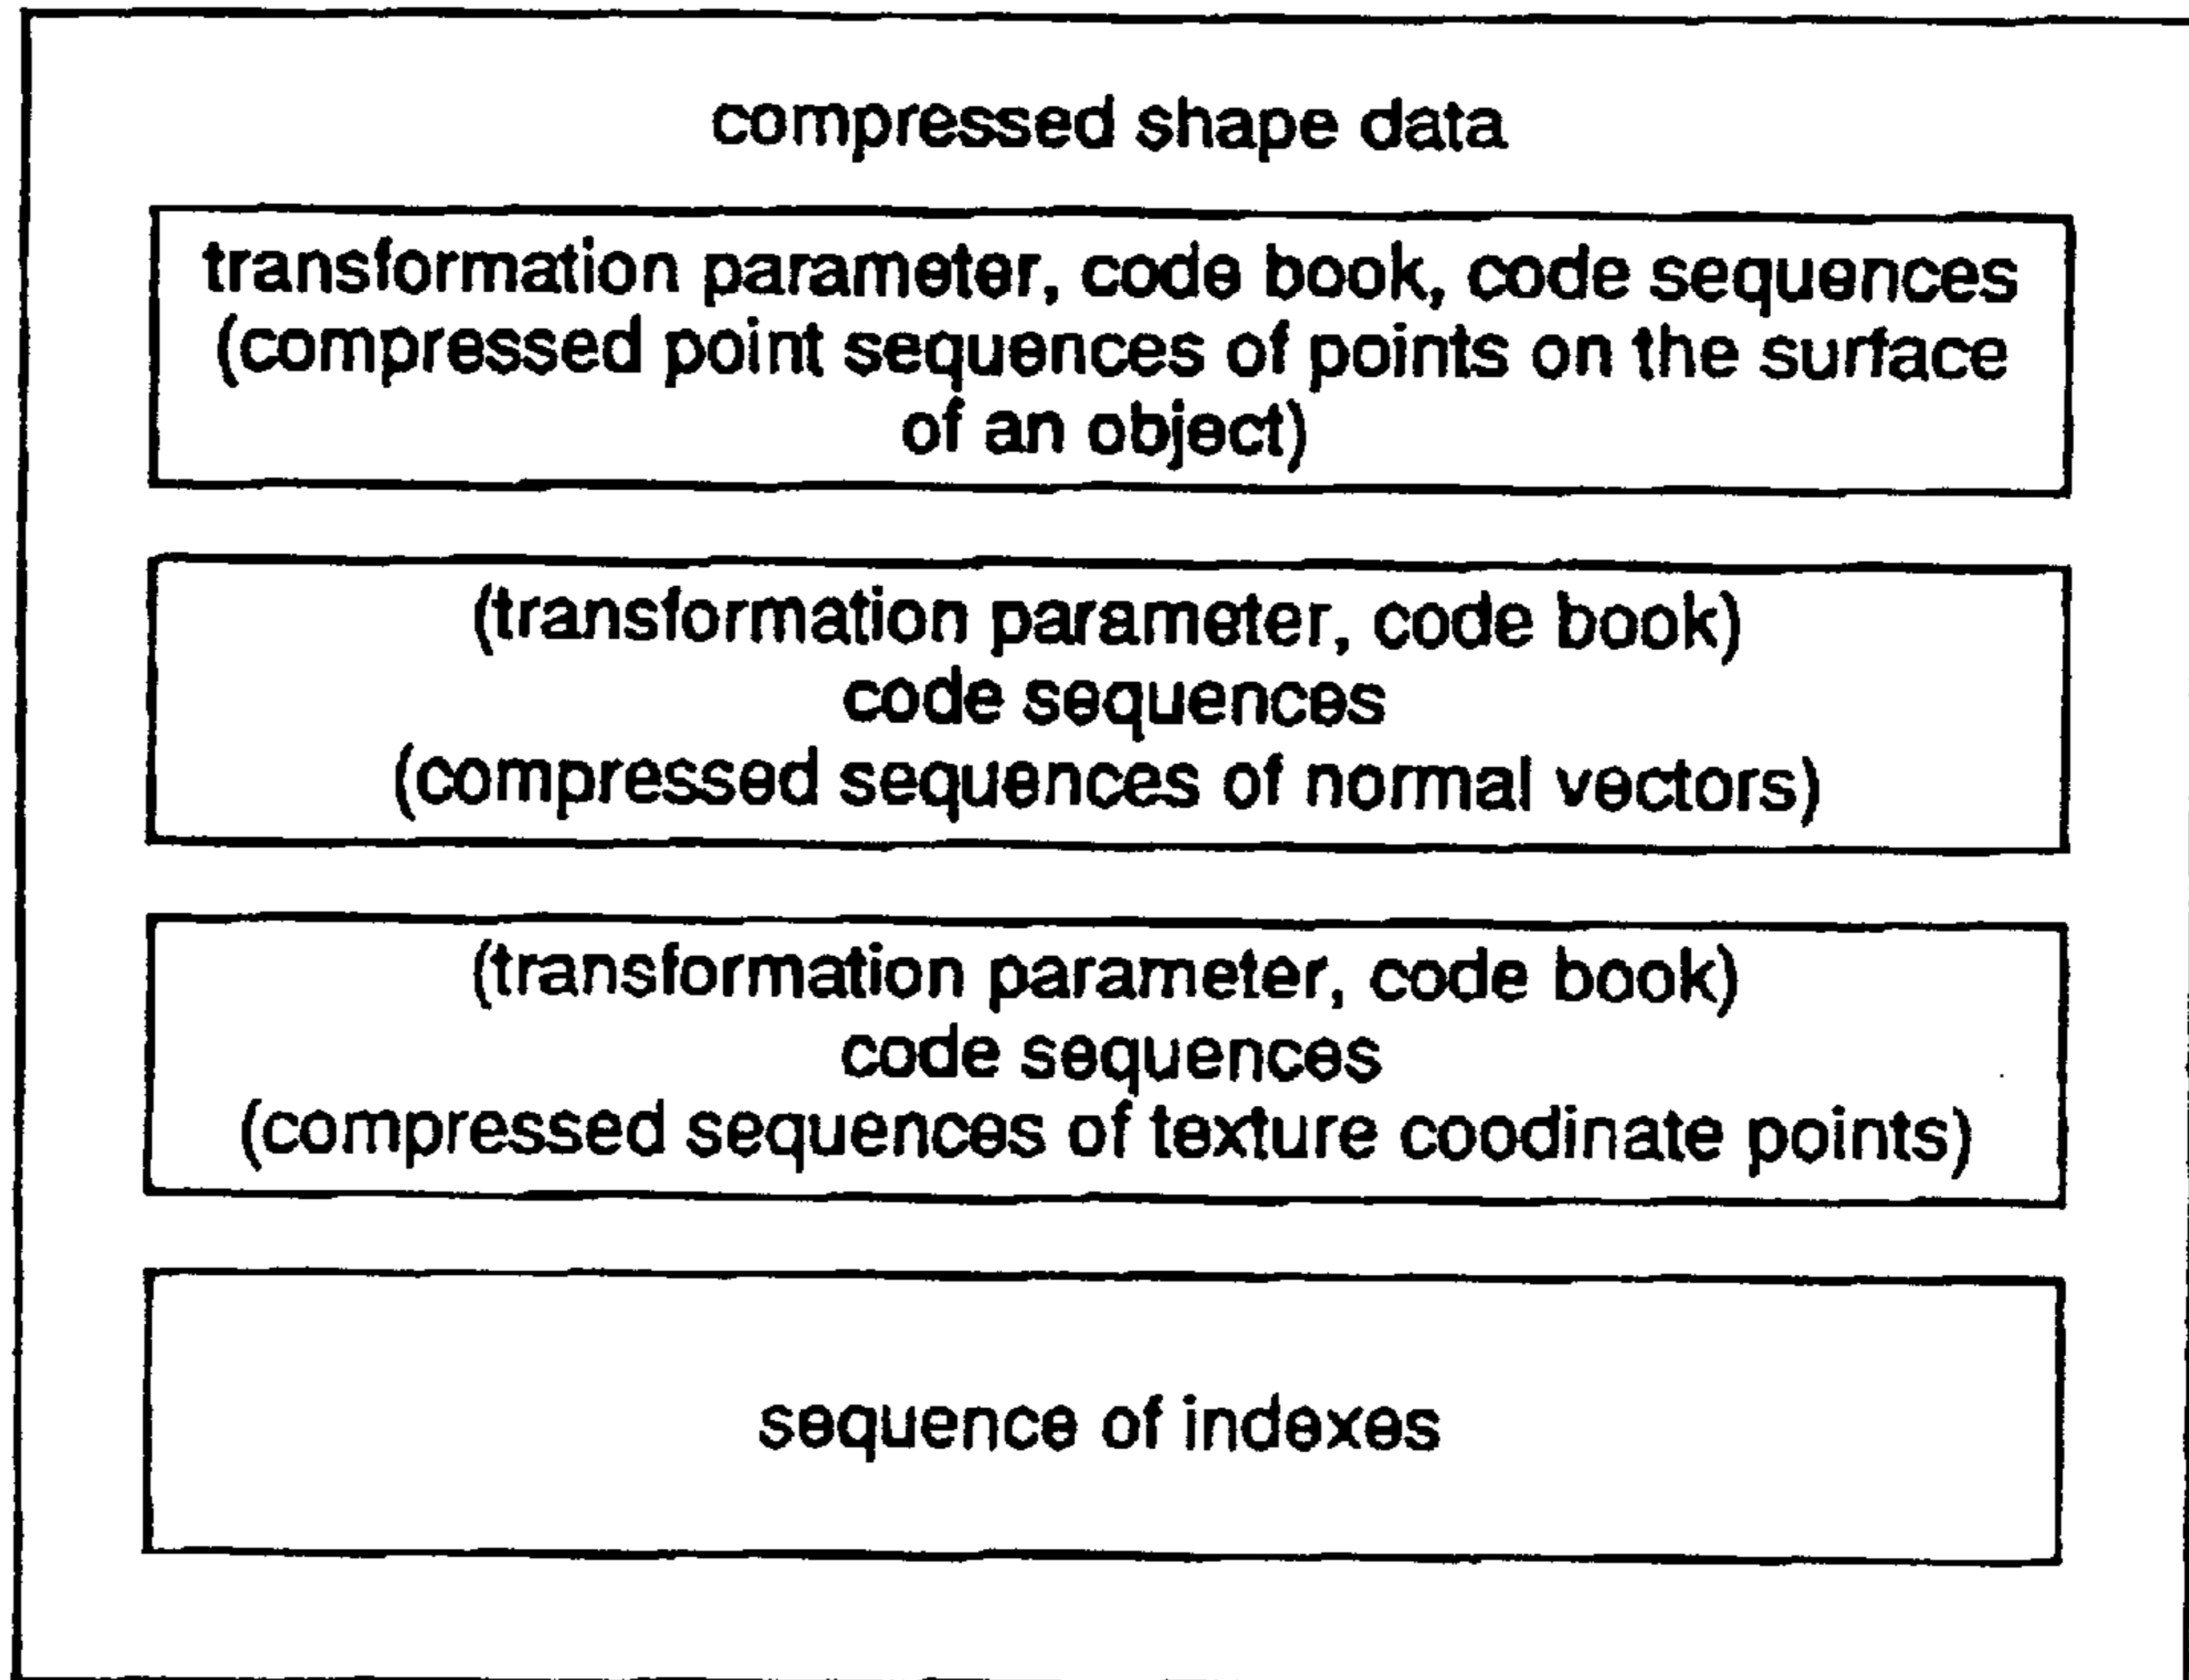 compressed shape data
transformation parameter, code book, code sequences
(compressed point sequences of points on the surface
of an object)
(transformation parameter, code book)
code sequences
(compressed sequences of normal vectors)
(transformation parameter, code book)
code sequences
(compressed sequences of texture coodinate points)
sequence of indexes